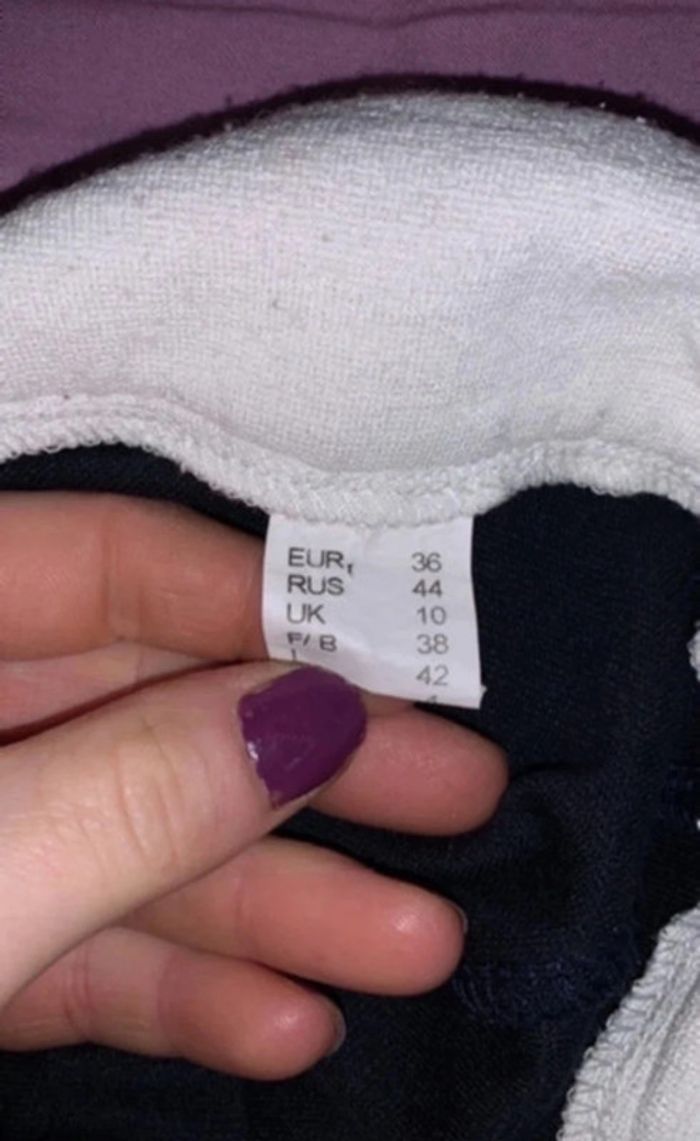 EUR, 36
RUS 44
UK 10
F/ B 38
42